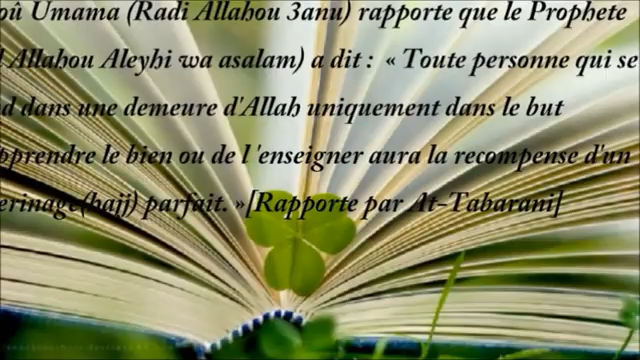 oû Umama (Radi Allahou 3anu) rapporte que le Prophete
Allahou Aleyhi wa asalam) a dit : « Toute personne qui se
d dans une demeure d'Allah uniquement dans le but
pprendre le bien ou de l'enseigner aura la recompense d'un
erinage(hajj) parfait. »[Rapporte par At-Tabarani]